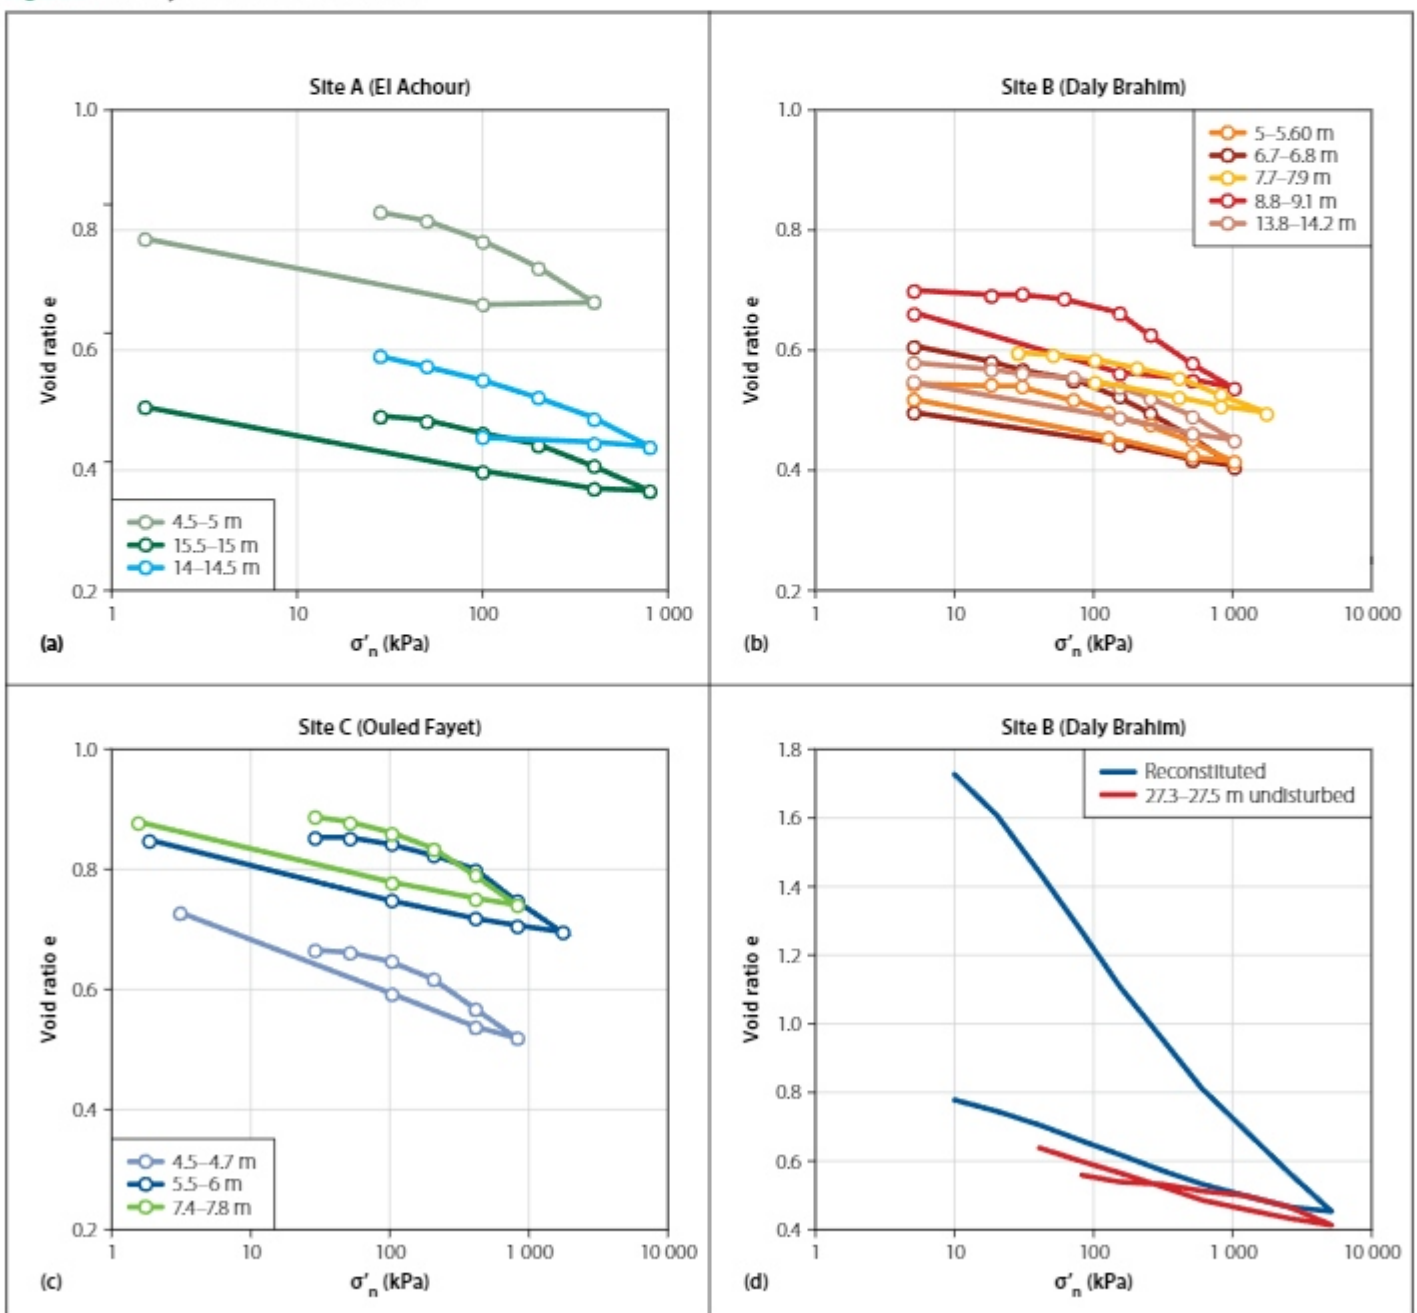 Site A (El Achour)
1.0
0.8
0.6
0.4
0.2
Void ratio e
4.5–5 m
15.5–15 m
14–14.5 m
1 10 100 1 000
(a) σ′n (kPa)
Site B (Daly Brahim)
1.0
0.8
0.6
0.4
0.2
Void ratio e
5–5.60 m
6.7–6.8 m
7.7–7.9 m
8.8–9.1 m
13.8–14.2 m
1 10 100 1 000 10 000
(b) σ′n (kPa)
Site C (Ouled Fayet)
1.0
0.8
0.6
0.4
0.2
Void ratio e
4.5–4.7 m
5.5–6 m
7.4–7.8 m
1 10 100 1 000 10 000
(c) σ′n (kPa)
Site B (Daly Brahim)
1.8
1.6
1.4
1.2
1.0
0.8
0.6
0.4
Void ratio e
Reconstituted
27.3–27.5 m undisturbed
1 10 100 1 000 10 000
(d) σ′n (kPa)